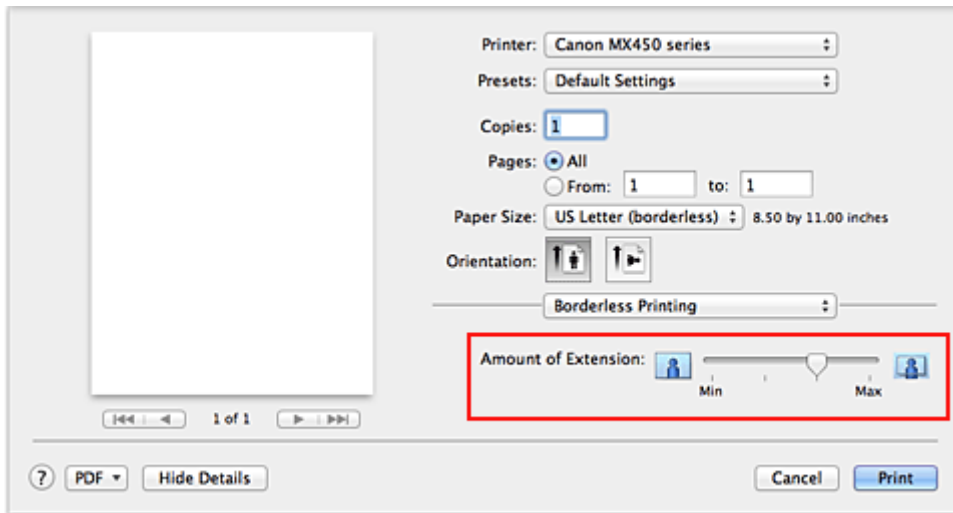 Printer: Canon MX450 series
Presets: Default Settings
Copies: 1
Pages: All
From: 1 to: 1
Paper Size: US Letter (borderless) 8.50 by 11.00 inches
Orientation:
Borderless Printing
Amount of Extension:
Min Max
1 of 1
? PDF Hide Details Cancel Print